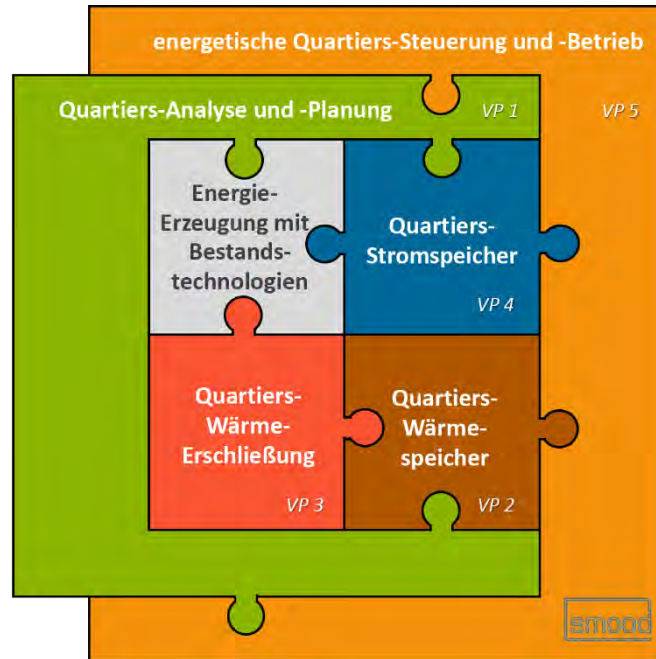 energetische Quartiers-Steuerung und -Betrieb
Quartiers-Analyse und -Planung
VP 1
VP 5
Energie-
Erzeugung mit
Bestands-
technologien
Quartiers-
Stromspeicher
VP 4
Quartiers-
Wärme-
Erschließung
VP 3
Quartiers-
Wärme-
speicher
VP 2
smood